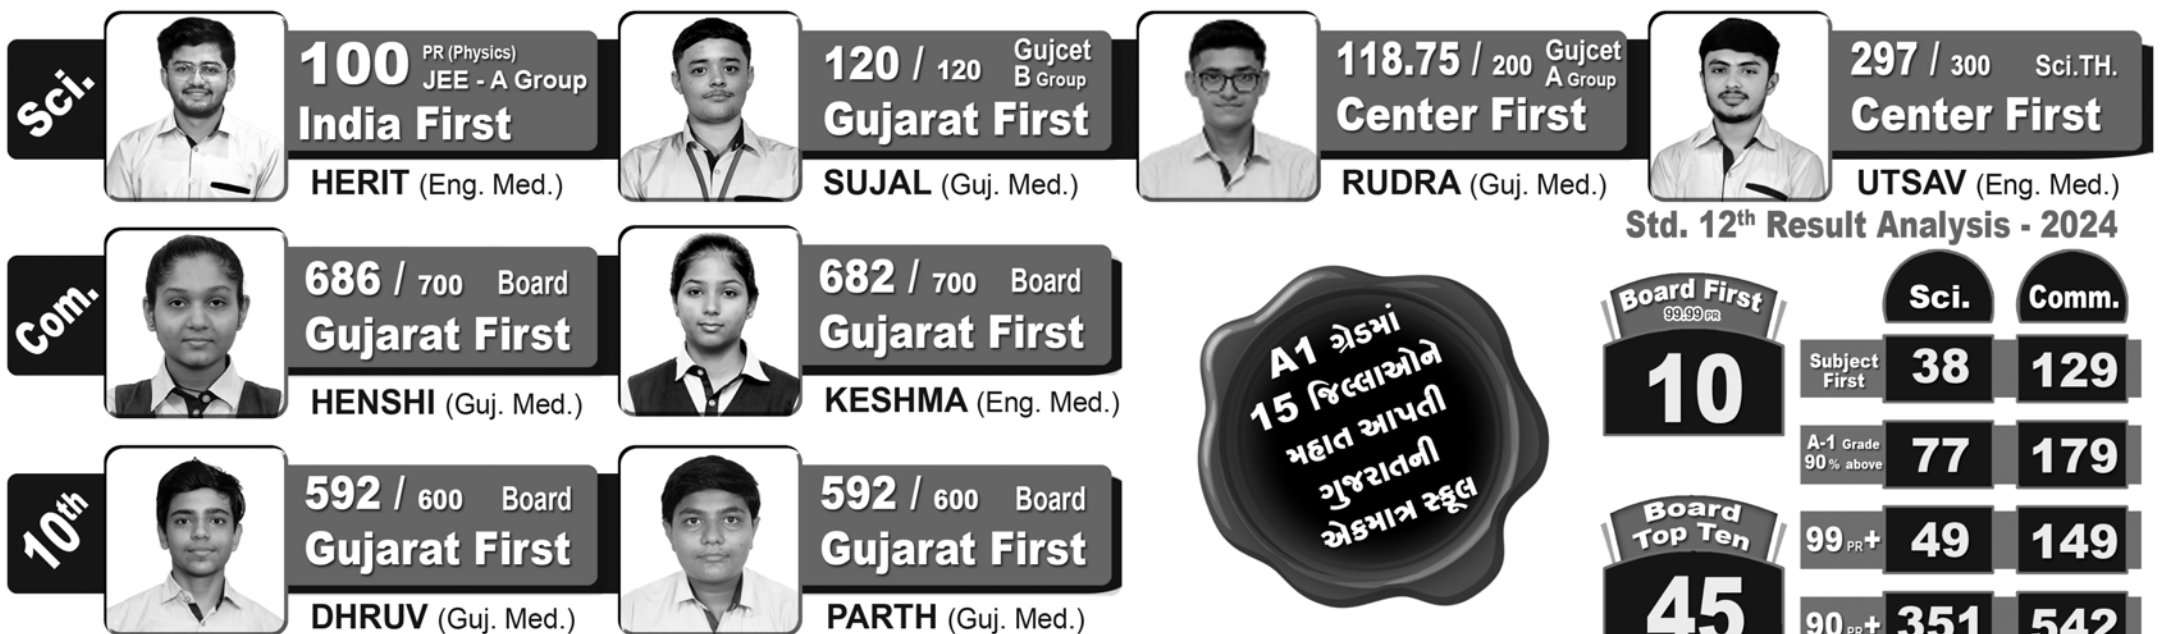 Sci.
100 PR (Physics) JEE - A Group
India First
HERIT (Eng. Med.)
120 / 120 Gujcet B Group
Gujarat First
SUJAL (Guj. Med.)
118.75 / 200 Gujcet A Group
Center First
RUDRA (Guj. Med.)
297 / 300 Sci.TH.
Center First
UTSAV (Eng. Med.)
Com.
686 / 700 Board
Gujarat First
HENSHI (Guj. Med.)
682 / 700 Board
Gujarat First
KESHMA (Eng. Med.)
10th
592 / 600 Board
Gujarat First
DHRUV (Guj. Med.)
592 / 600 Board
Gujarat First
PARTH (Guj. Med.)
A1 ગ્રેડમાં
15 જિલ્લાઓને
મહાત આપતી
ગુજરાતની
એકમાત્ર સ્કૂલ
Std. 12th Result Analysis - 2024
Board First
99.99 PR
10
Board
Top Ten
45
Sci. Comm.
Subject First 38 129
A-1 Grade 90% above 77 179
99 PR+ 49 149
90 PR+ 351 542